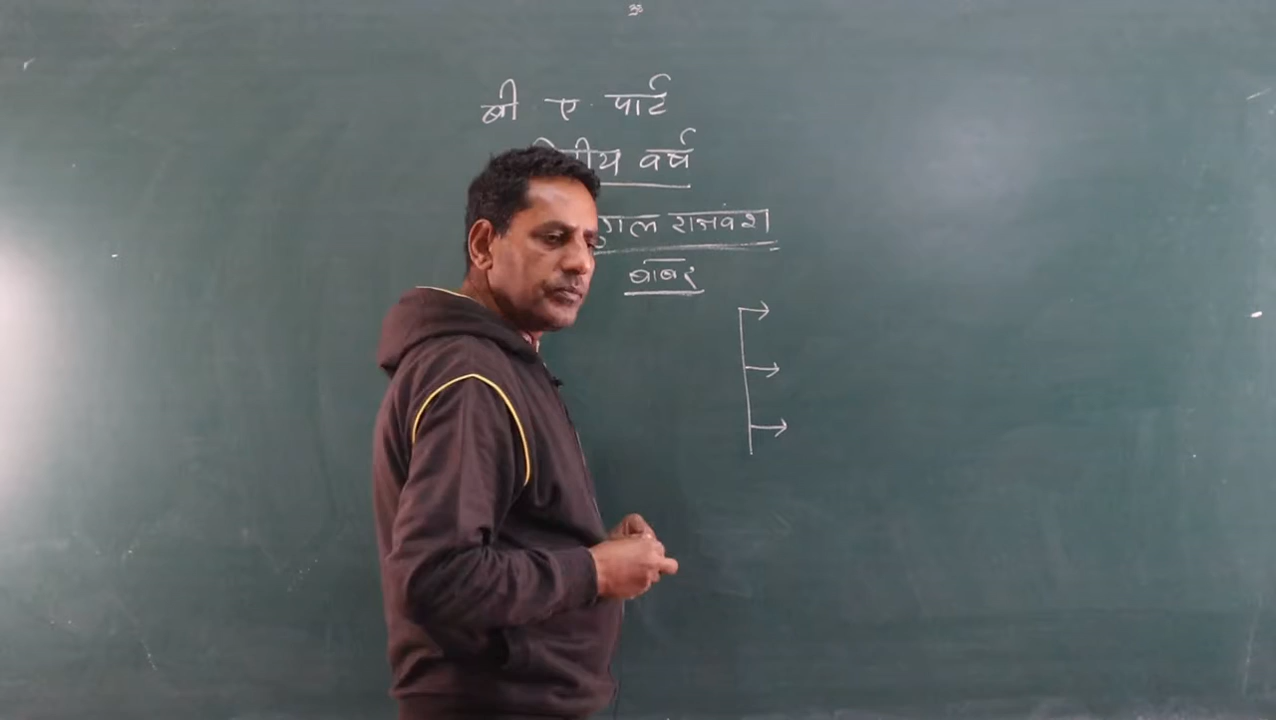 ॐ
बी ए पार्ट
वर्ष
राजवंश
बाबर